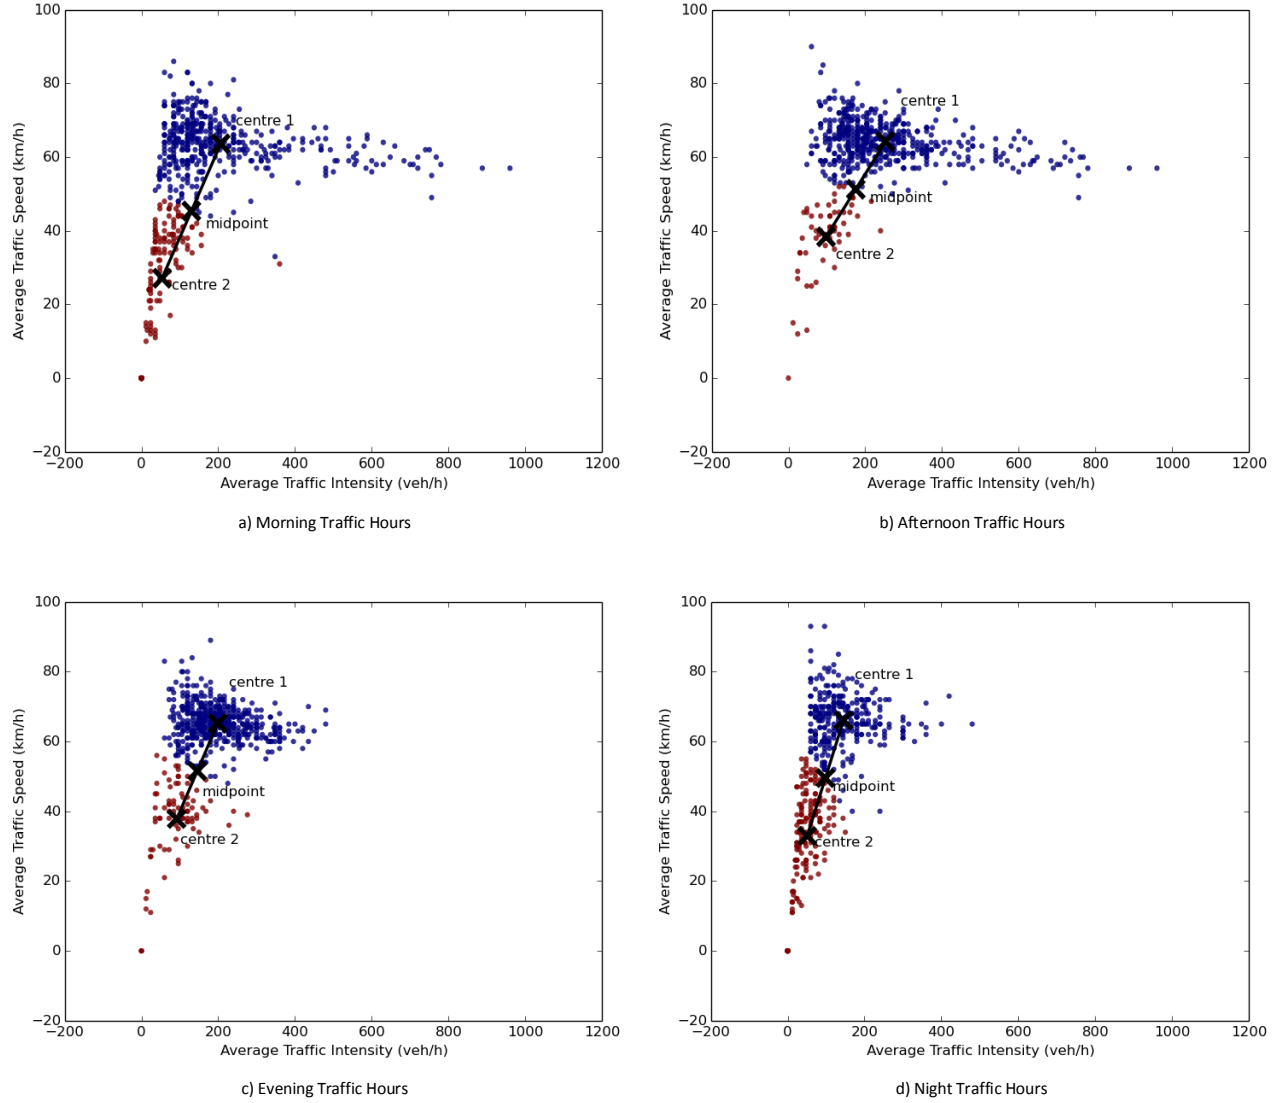 100
80
60
40
20
0
−20
−200
0
200
400
600
800
1000
1200
Average Traffic Speed (km/h)
Average Traffic Intensity (veh/h)
centre 1
midpoint
centre 2
a) Morning Traffic Hours
100
80
60
40
20
0
−20
−200
0
200
400
600
800
1000
1200
Average Traffic Speed (km/h)
Average Traffic Intensity (veh/h)
centre 1
midpoint
centre 2
b) Afternoon Traffic Hours
100
80
60
40
20
0
−20
−200
0
200
400
600
800
1000
1200
Average Traffic Speed (km/h)
Average Traffic Intensity (veh/h)
centre 1
midpoint
centre 2
c) Evening Traffic Hours
100
80
60
40
20
0
−20
−200
0
200
400
600
800
1000
1200
Average Traffic Speed (km/h)
Average Traffic Intensity (veh/h)
centre 1
midpoint
centre 2
d) Night Traffic Hours